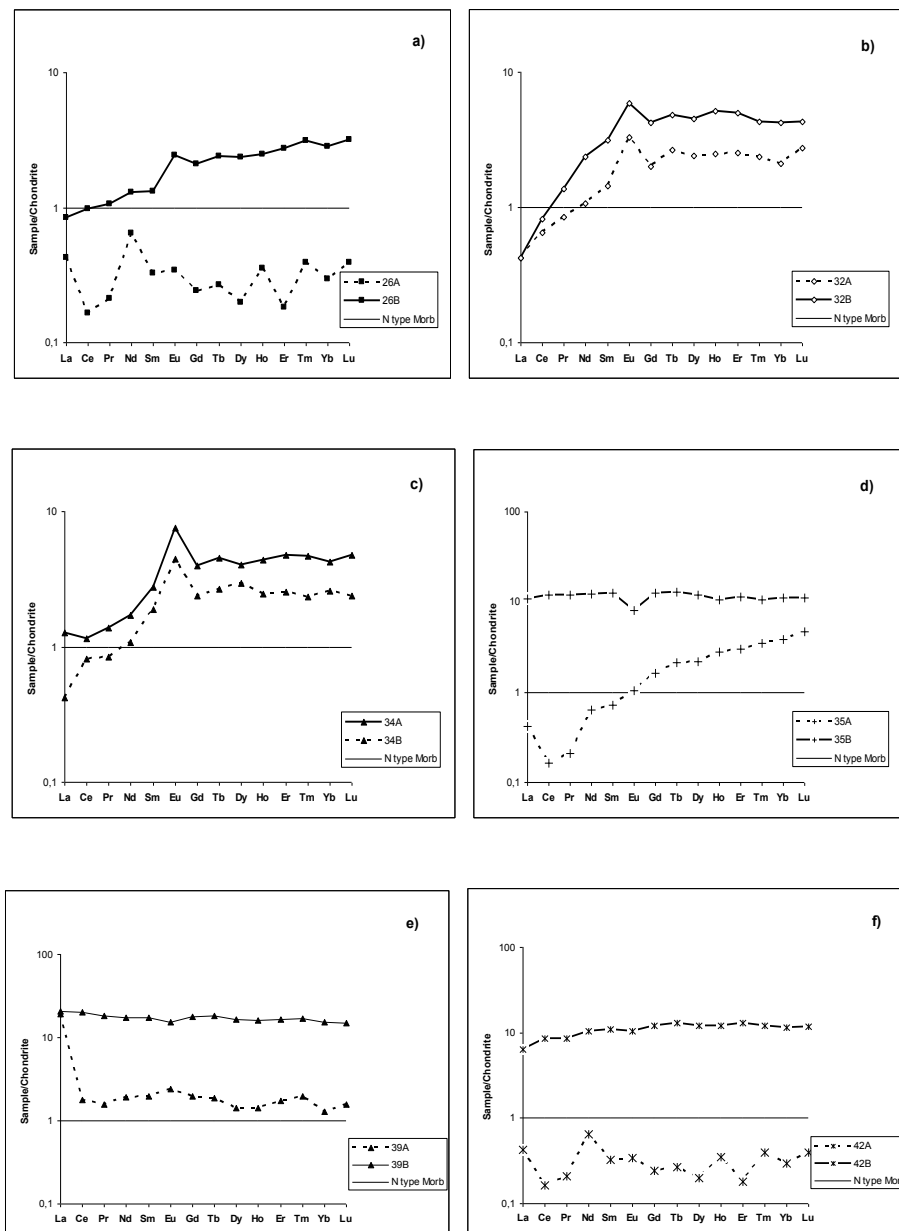 a)
Sample/Chondrite
10
1
0,1
La Ce Pr Nd Sm Eu Gd Tb Dy Ho Er Tm Yb Lu
26A
26B
N type Morb
b)
Sample/Chondrite
10
1
0,1
La Ce Pr Nd Sm Eu Gd Tb Dy Ho Er Tm Yb Lu
32A
32B
N type Morb
c)
Sample/Chondrite
10
1
0,1
La Ce Pr Nd Sm Eu Gd Tb Dy Ho Er Tm Yb Lu
34A
34B
N type Morb
d)
Sample/Chondrite
100
10
1
0,1
La Ce Pr Nd Sm Eu Gd Tb Dy Ho Er Tm Yb Lu
35A
35B
N type Morb
e)
Sample/Chondrite
100
10
1
0,1
La Ce Pr Nd Sm Eu Gd Tb Dy Ho Er Tm Yb Lu
39A
39B
N type Morb
f)
Sample/Chondrite
100
10
1
0,1
La Ce Pr Nd Sm Eu Gd Tb Dy Ho Er Tm Yb Lu
42A
42B
N type Morb